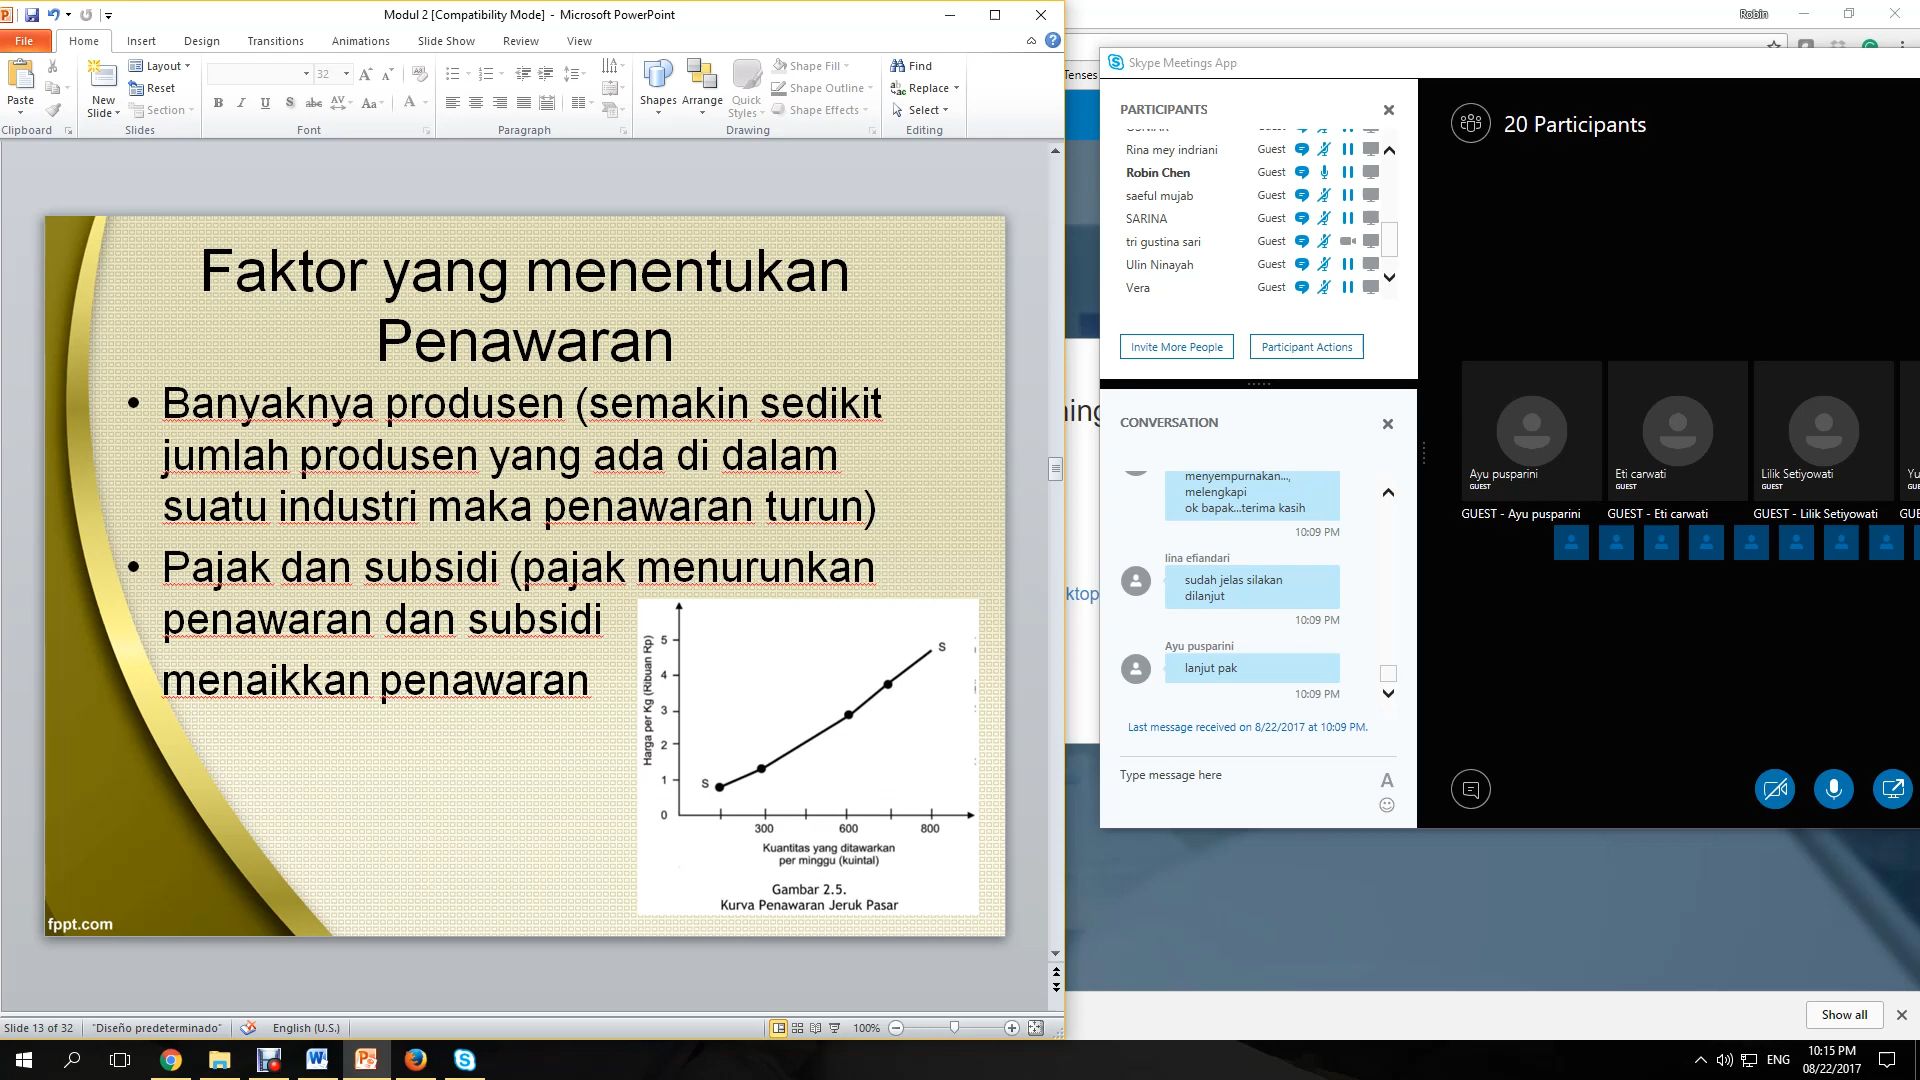 Modul 2 [Compatibility Mode] - Microsoft PowerPoint
File Home Insert Design Transitions Animations Slide Show Review View
Paste
Clipboard
New Slide
Layout
Reset
Section
Slides
32
Font
Paragraph
Shapes
Arrange
Quick Styles
Shape Fill
Shape Outline
Shape Effects
Drawing
Find
Replace
Select
Editing
Faktor yang menentukan
Penawaran
• Banyaknya produsen (semakin sedikit
jumlah produsen yang ada di dalam
suatu industri maka penawaran turun)
• Pajak dan subsidi (pajak menurunkan
penawaran dan subsidi
menaikkan penawaran
Harga per Kg (Ribuan Rp)
5
4
3
2
1
0
S
S
300 600 800
Kuantitas yang ditawarkan
per minggu (kuintal)
Gambar 2.5.
Kurva Penawaran Jeruk Pasar
fppt.com
Slide 13 of 32 "Diseño predeterminado" English (U.S.) 100%
Robin
Tenses
ktop
Skype Meetings App
PARTICIPANTS
Rina mey indriani Guest
Robin Chen Guest
saeful mujab Guest
SARINA Guest
tri gustina sari Guest
Ulin Ninayah Guest
Vera Guest
Invite More People Participant Actions
CONVERSATION
menyempurnakan...,
melengkapi
ok bapak...terima kasih
10:09 PM
lina efiandari
sudah jelas silakan
dilanjut
10:09 PM
Ayu pusparini
lanjut pak
10:09 PM
Last message received on 8/22/2017 at 10:09 PM.
Type message here
20 Participants
Ayu pusparini
GUEST
Eti carwati
GUEST
Lilik Setiyowati
GUEST
GUEST - Ayu pusparini GUEST - Eti carwati GUEST - Lilik Setiyowati
Show all
ENG
10:15 PM
08/22/2017